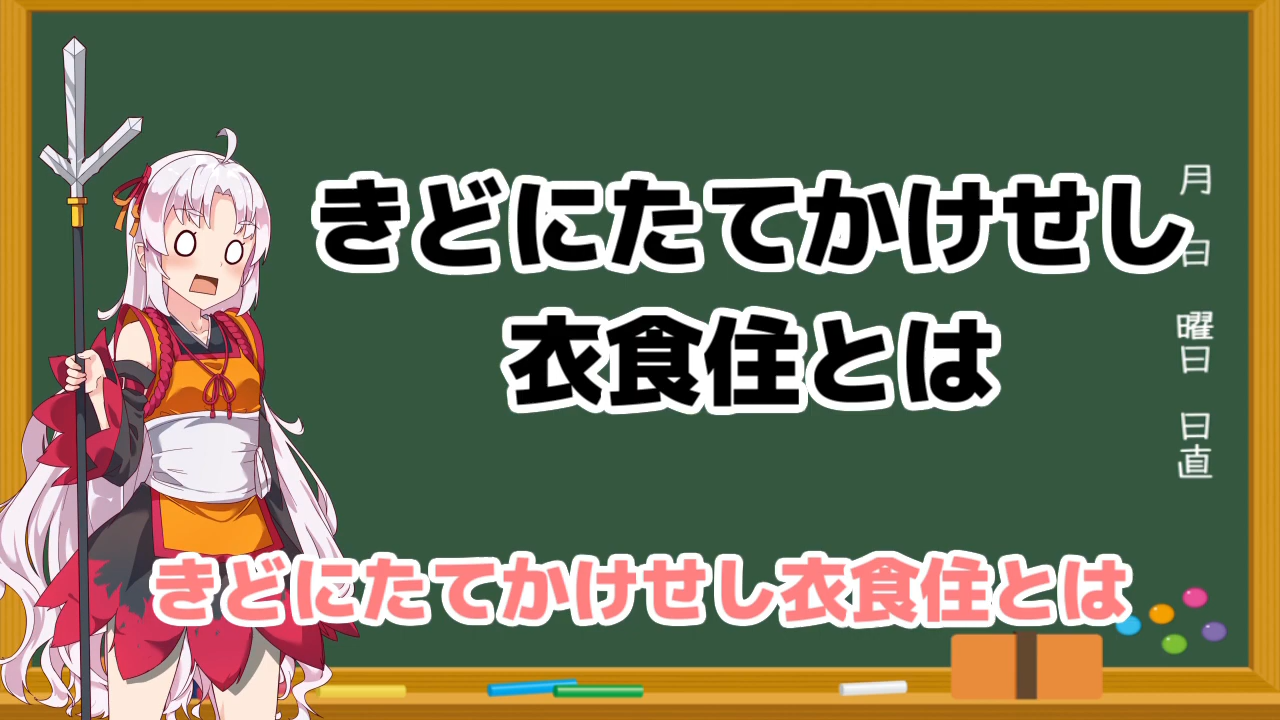 きどにたてかけせし
衣食住とは
月
日
曜
日
日
直
きどにたてかけせし衣食住とは